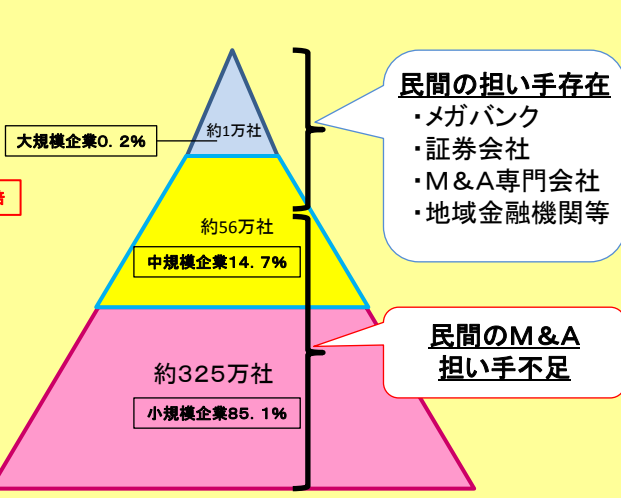 約1万社
大規模企業0.2%
約56万社
中規模企業14.7%
約325万社
小規模企業85.1%
民間の担い手存在
・メガバンク
・証券会社
・M&A専門会社
・地域金融機関等
民間のM&A
担い手不足